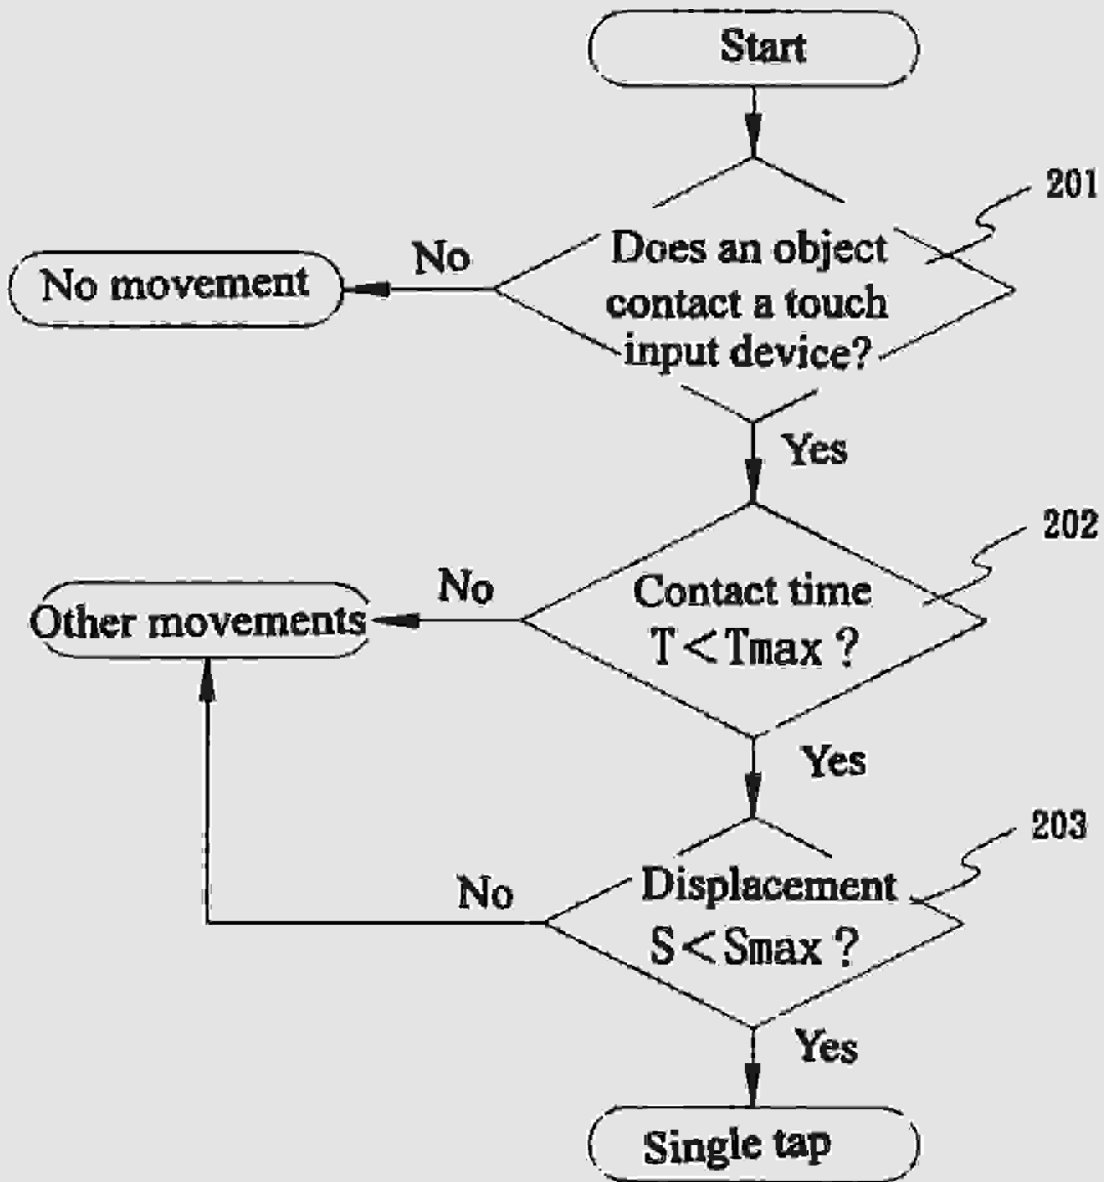 Start
201
Does an object
contact a touch
input device?
No
No movement
Yes
202
Contact time
T<Tmax?
No
Other movements
Yes
203
Displacement
S<Smax?
No
Yes
Single tap